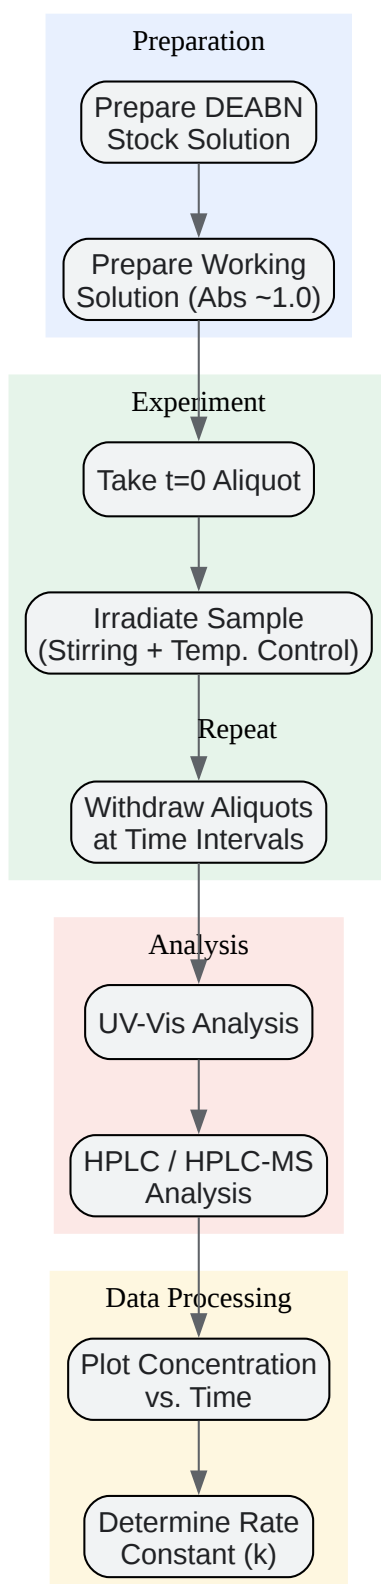 Preparation
Prepare DEABN
Stock Solution
Prepare Working
Solution (Abs ~1.0)
Experiment
Take t=0 Aliquot
Irradiate Sample
(Stirring + Temp. Control)
Repeat
Withdraw Aliquots
at Time Intervals
Analysis
UV-Vis Analysis
HPLC / HPLC-MS
Analysis
Data Processing
Plot Concentration
vs. Time
Determine Rate
Constant (k)